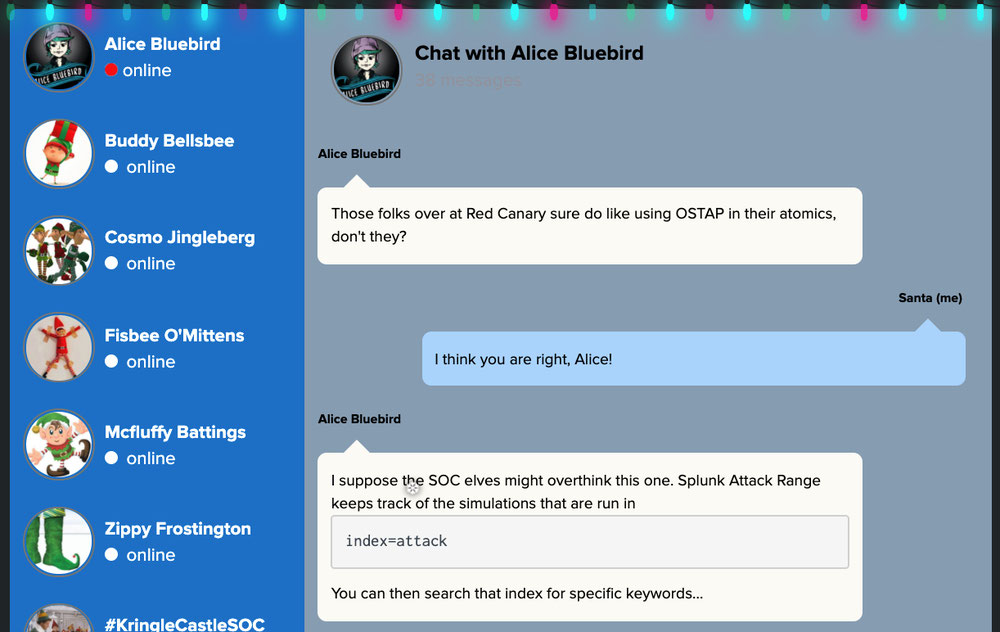 Alice Bluebird
online
Buddy Bellsbee
online
Cosmo Jingleberg
online
Fisbee O'Mittens
online
Mcfluffy Battings
online
Zippy Frostington
online
#KringleCastleSOC
ALICE BLUEBIRD
ALICE BLUEBIRD
Chat with Alice Bluebird
38 messages
Alice Bluebird
Those folks over at Red Canary sure do like using OSTAP in their atomics,
don't they?
Santa (me)
I think you are right, Alice!
Alice Bluebird
I suppose the SOC elves might overthink this one. Splunk Attack Range
keeps track of the simulations that are run in
index=attack
You can then search that index for specific keywords...